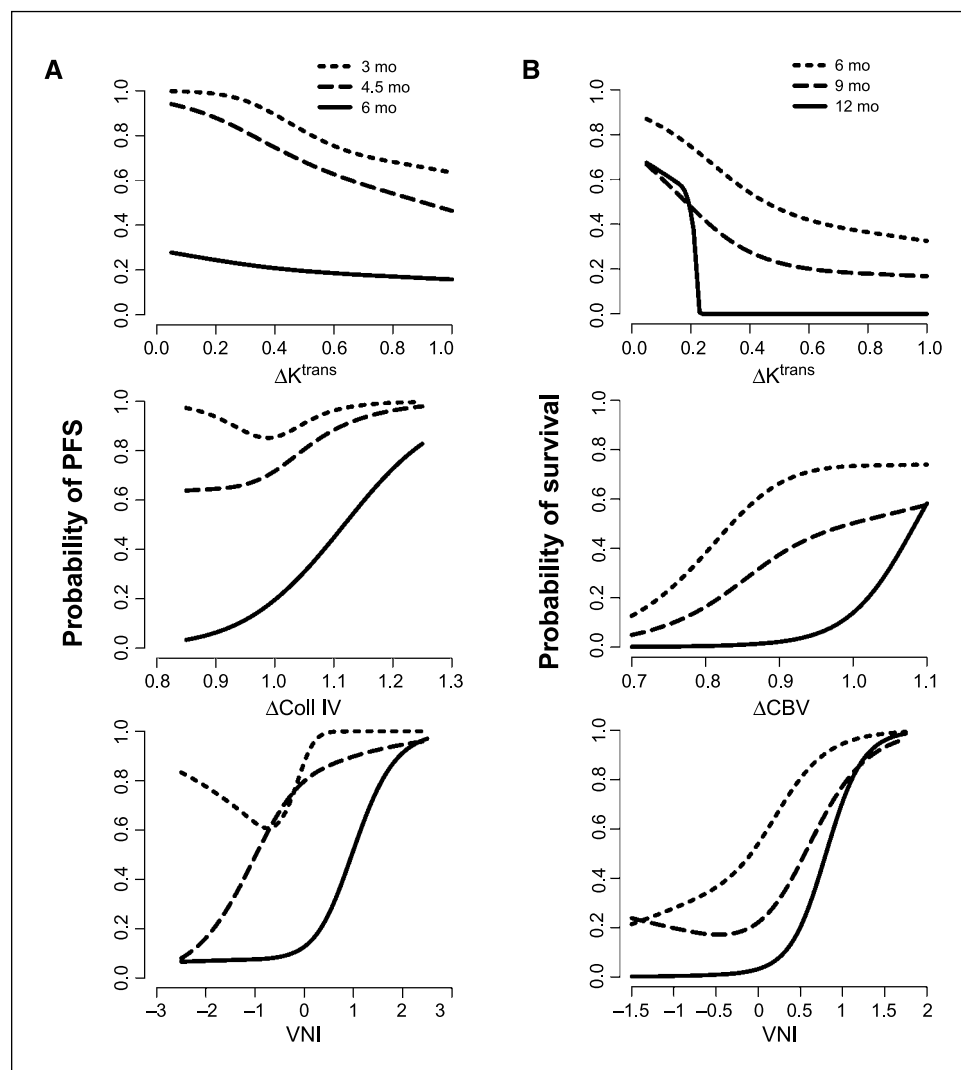 A
3 mo
4.5 mo
6 mo
0.0 0.2 0.4 0.6 0.8 1.0
0.0 0.2 0.4 0.6 0.8 1.0
ΔK^trans
Probability of PFS
0.0 0.2 0.4 0.6 0.8 1.0
0.8 0.9 1.0 1.1 1.2 1.3
ΔColl IV
0.0 0.2 0.4 0.6 0.8 1.0
–3 –2 –1 0 1 2 3
VNI
B
6 mo
9 mo
12 mo
0.0 0.2 0.4 0.6 0.8 1.0
0.0 0.2 0.4 0.6 0.8 1.0
ΔK^trans
Probability of survival
0.0 0.2 0.4 0.6 0.8 1.0
0.7 0.8 0.9 1.0 1.1
ΔCBV
0.0 0.2 0.4 0.6 0.8 1.0
–1.5 –1 –0.5 0 0.5 1 1.5 2
VNI